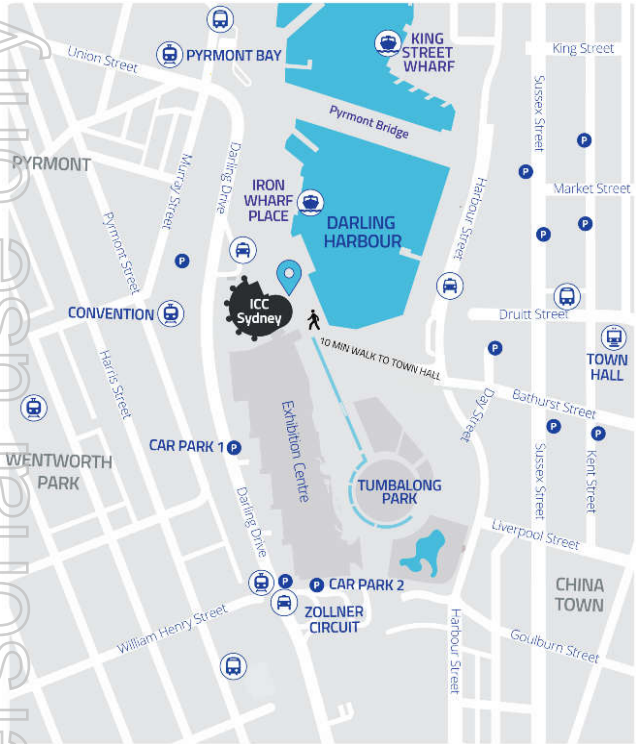 KING
STREET
WHARF
King Street
Union Street
PYRMONT BAY
Sussex Street
Pyrmont Bridge
P
PYRMONT
Murray Street
Darling Drive
IRON
WHARF
PLACE
DARLING
HARBOUR
Harbour Street
P
Market Street
Pyrmont Street
P
P
P
ICC
Sydney
CONVENTION
Druitt Street
10 MIN WALK TO TOWN HALL
P
TOWN
HALL
Harris Street
Day Street
Bathurst Street
Exhibition Centre
P
P
CAR PARK 1 P
WENTWORTH
PARK
Sussex Street
Kent Street
TUMBALONG
PARK
Darling Drive
Liverpool Street
P
P CAR PARK 2
CHINA
TOWN
ZOLLNER
CIRCUIT
William Henry Street
Harbour Street
Goulburn Street